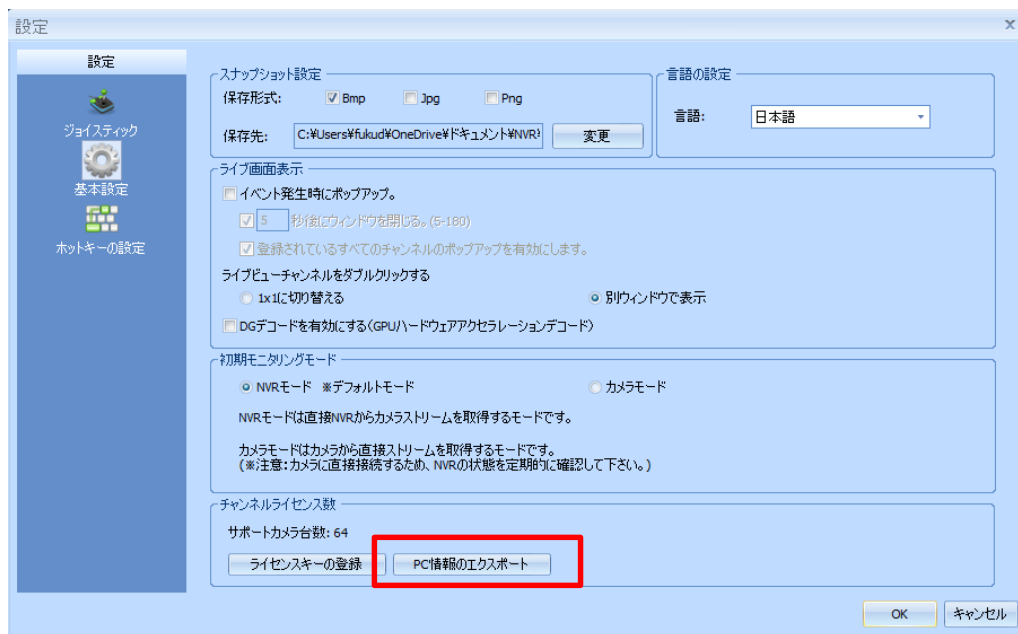 設定
設定
ジョイスティック
基本設定
ホットキーの設定
スナップショット設定
保存形式: Bmp Jpg Png
保存先: C:¥Users¥fukud¥OneDrive¥ドキュメント¥NVR 変更
言語の設定
言語: 日本語
ライブ画面表示
イベント発生時にポップアップ。
5 秒後にウィンドウを閉じる。(5-180)
登録されているすべてのチャンネルのポップアップを有効にします。
ライブビューチャンネルをダブルクリックする
1x1に切り替える 別ウィンドウで表示
DGデコードを有効にする(GPUハードウェアアクセラレーションデコード)
初期モニタリングモード
NVRモード ※デフォルトモード カメラモード
NVRモードは直接NVRからカメラストリームを取得するモードです。
カメラモードはカメラから直接ストリームを取得するモードです。
(※注意:カメラに直接接続するため、NVRの状態を定期的に確認して下さい。)
チャンネルライセンス数
サポートカメラ台数: 64
ライセンスキーの登録 PC情報のエクスポート
OK キャンセル